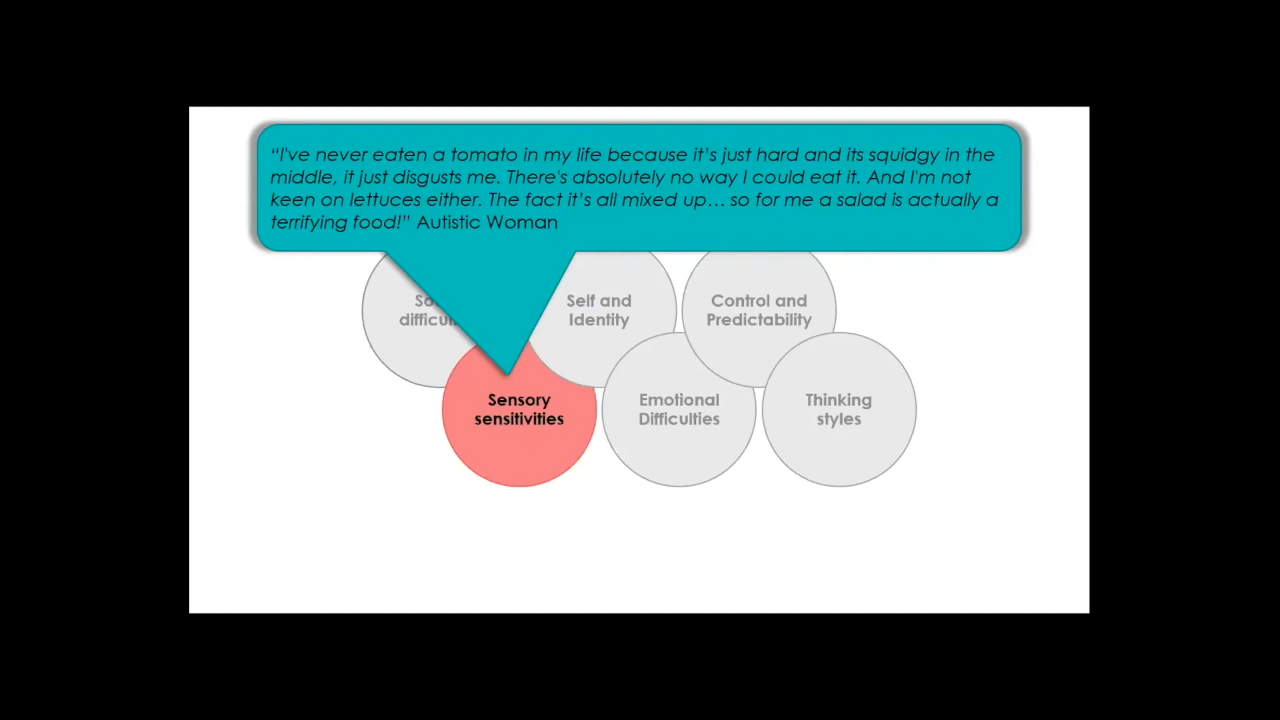 “I've never eaten a tomato in my life because it’s just hard and its squidgy in the
middle, it just disgusts me. There's absolutely no way I could eat it. And I'm not
keen on lettuces either. The fact it’s all mixed up… so for me a salad is actually a
terrifying food!” Autistic Woman
Self and
Identity
Control and
Predictability
Sensory
sensitivities
Emotional
Difficulties
Thinking
styles